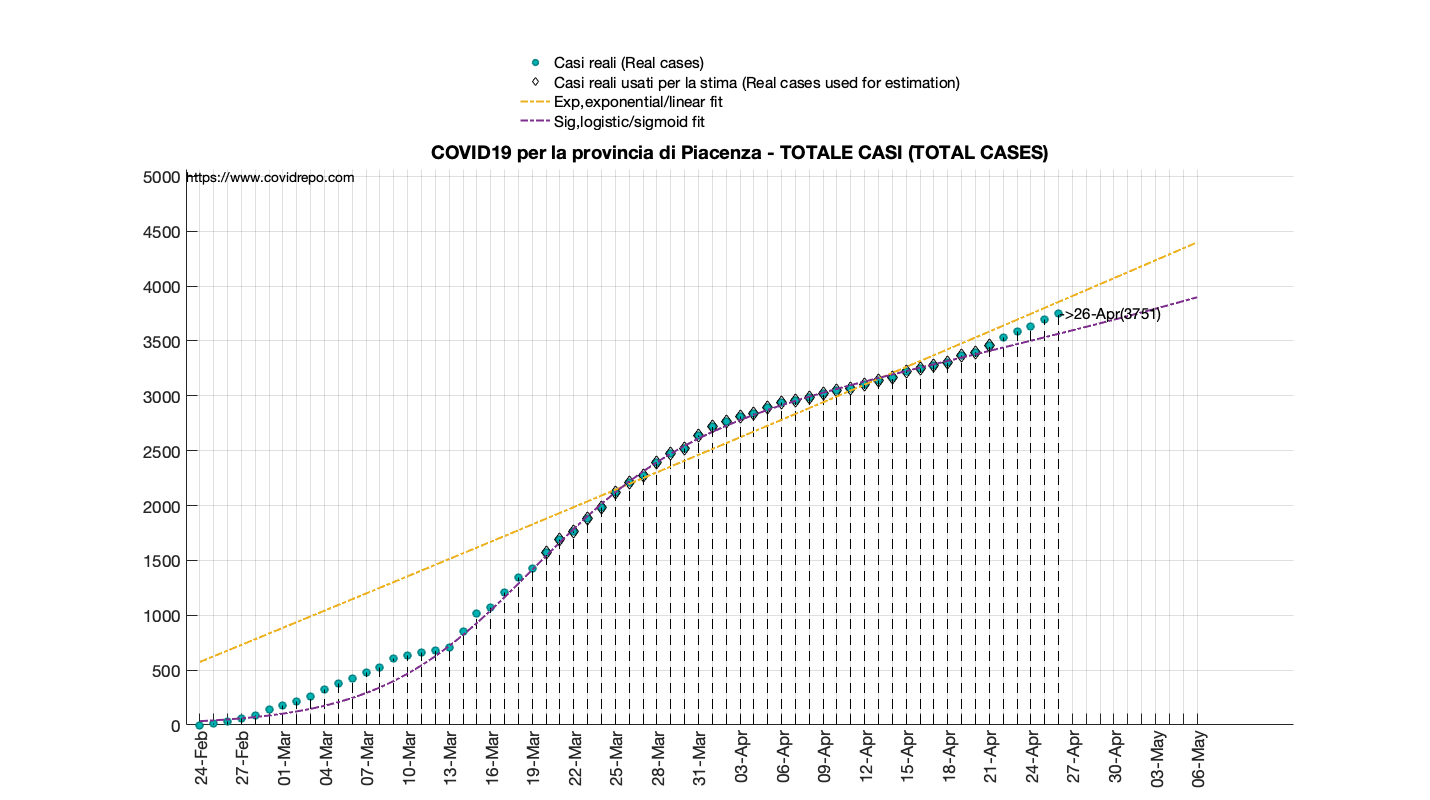 Casi reali (Real cases)
Casi reali usati per la stima (Real cases used for estimation)
Exp,exponential/linear fit
Sig,logistic/sigmoid fit
COVID19 per la provincia di Piacenza - TOTALE CASI (TOTAL CASES)
https://www.covidrepo.com
5000
4500
4000
3500
3000
2500
2000
1500
1000
500
0
>26-Apr(3751)
24-Feb
27-Feb
01-Mar
04-Mar
07-Mar
10-Mar
13-Mar
16-Mar
19-Mar
22-Mar
25-Mar
28-Mar
31-Mar
03-Apr
06-Apr
09-Apr
12-Apr
15-Apr
18-Apr
21-Apr
24-Apr
27-Apr
30-Apr
03-May
06-May